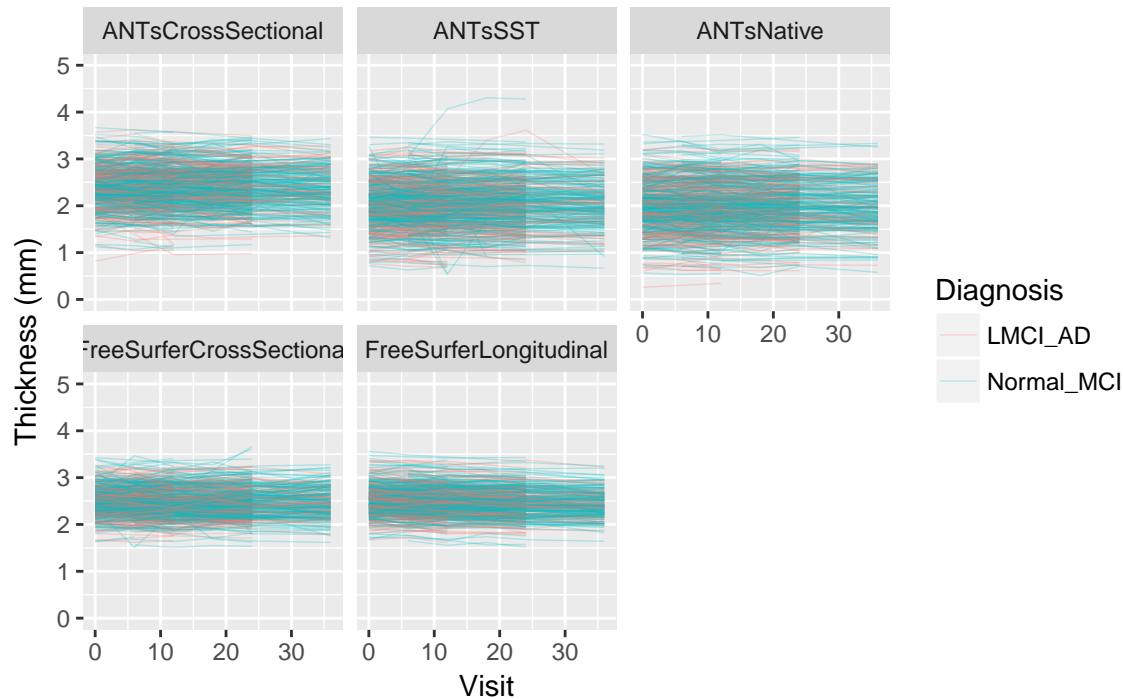 ANTsCrossSectional ANTsSST ANTsNative
5
4
3
2
1
0
0 10 20 30
FreeSurferCrossSectiona FreeSurferLongitudinal
5
4
3
2
1
0
0 10 20 30 0 10 20 30
Visit
Thickness (mm)
Diagnosis
LMCI_AD
Normal_MCI